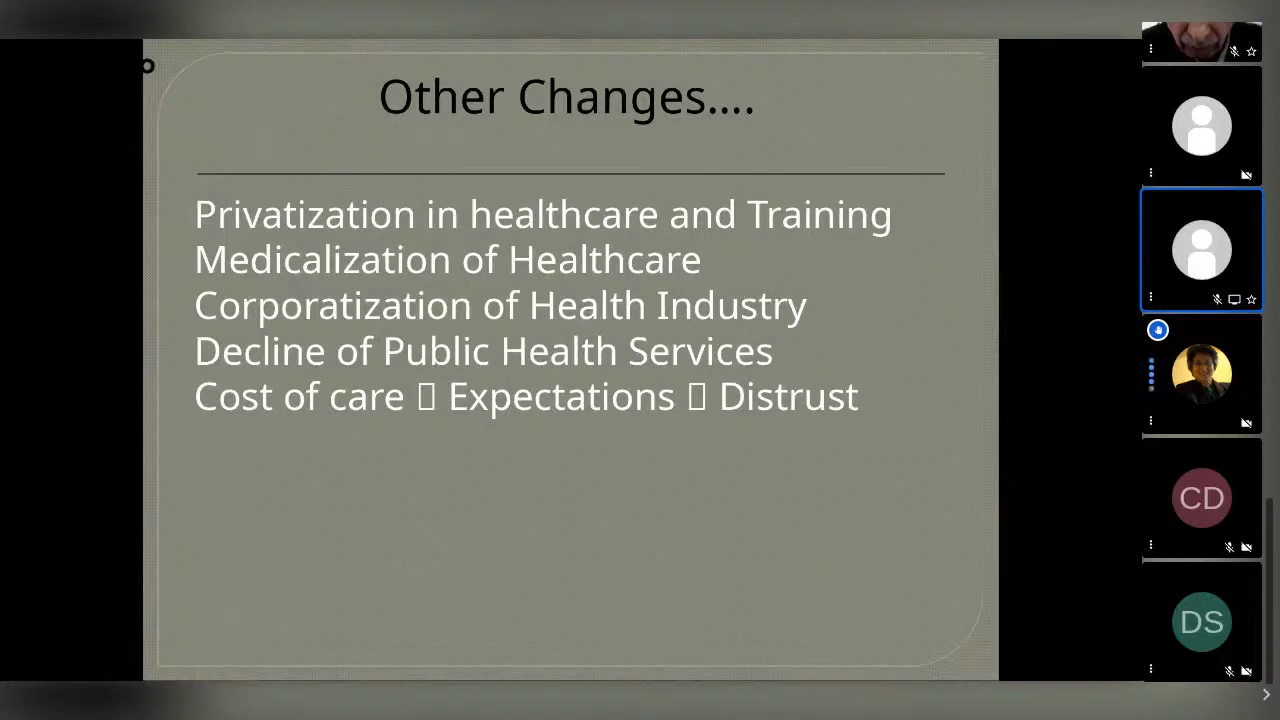 o
Other Changes....
Privatization in healthcare and Training
Medicalization of Healthcare
Corporatization of Health Industry
Decline of Public Health Services
Cost of care  Expectations  Distrust
CD
DS